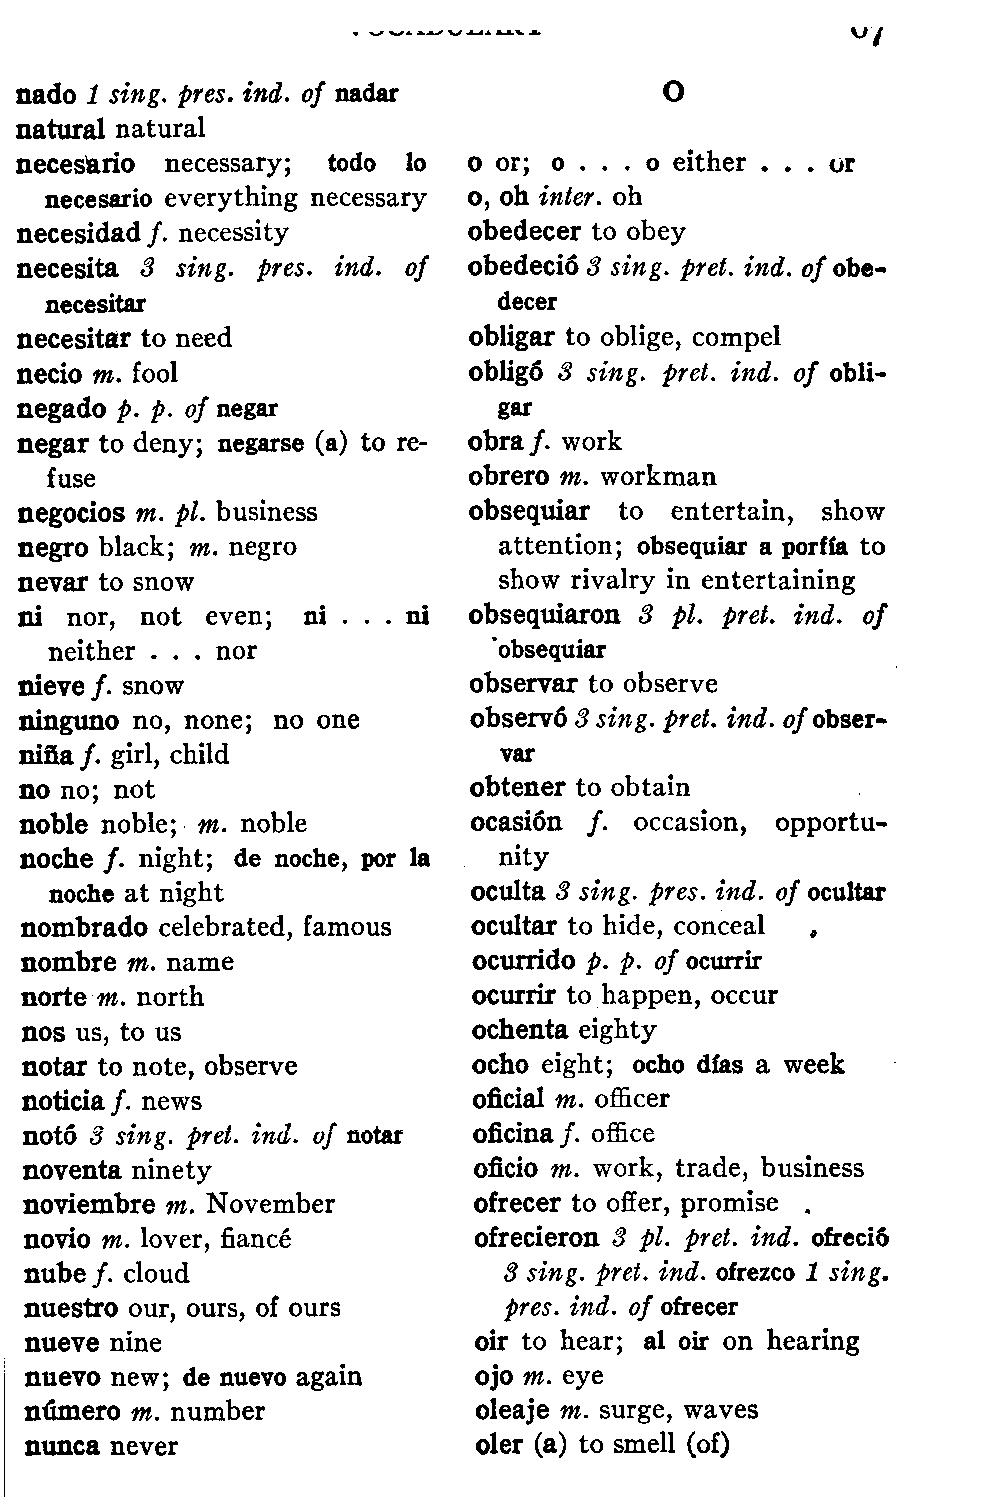 nado 1 sing. pres. ind. of nadar
natural natural
necesario necessary; todo lo
necesario everything necessary
necesidad f. necessity
necesita 3 sing. pres. ind. of
necesitar
necesitar to need
necio m. fool
negado p. p. of negar
negar to deny; negarse (a) to re-
fuse
negocios m. pl. business
negro black; m. negro
nevar to snow
ni nor, not even; ni . . . ni
neither . . . nor
nieve f. snow
ninguno no, none; no one
niña f. girl, child
no no; not
noble noble; m. noble
noche f. night; de noche, por la
noche at night
nombrado celebrated, famous
nombre m. name
norte m. north
nos us, to us
notar to note, observe
noticia f. news
notó 3 sing. pret. ind. of notar
noventa ninety
noviembre m. November
novio m. lover, fiancé
nube f. cloud
nuestro our, ours, of ours
nueve nine
nuevo new; de nuevo again
número m. number
nunca never
O
o or; o . . . o either . . . or
o, oh inter. oh
obedecer to obey
obedeció 3 sing. pret. ind. of obe-
decer
obligar to oblige, compel
obligó 3 sing. pret. ind. of obli-
gar
obra f. work
obrero m. workman
obsequiar to entertain, show
attention; obsequiar a porfía to
show rivalry in entertaining
obsequiaron 3 pl. pret. ind. of
obsequiar
observar to observe
observó 3 sing. pret. ind. of obser-
var
obtener to obtain
ocasión f. occasion, opportu-
nity
oculta 3 sing. pres. ind. of ocultar
ocultar to hide, conceal
ocurrido p. p. of ocurrir
ocurrir to happen, occur
ochenta eighty
ocho eight; ocho días a week
oficial m. officer
oficina f. office
oficio m. work, trade, business
ofrecer to offer, promise
ofrecieron 3 pl. pret. ind. ofreció
3 sing. pret. ind. ofrezco 1 sing.
pres. ind. of ofrecer
oir to hear; al oir on hearing
ojo m. eye
oleaje m. surge, waves
oler (a) to smell (of)